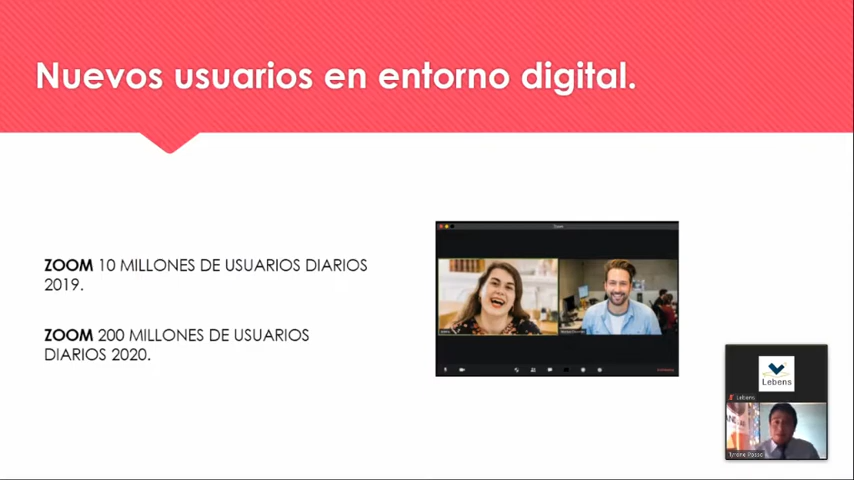 Nuevos usuarios en entorno digital.
ZOOM 10 MILLONES DE USUARIOS DIARIOS
2019.
ZOOM 200 MILLONES DE USUARIOS
DIARIOS 2020.
Zoom
Lebens
Lebens